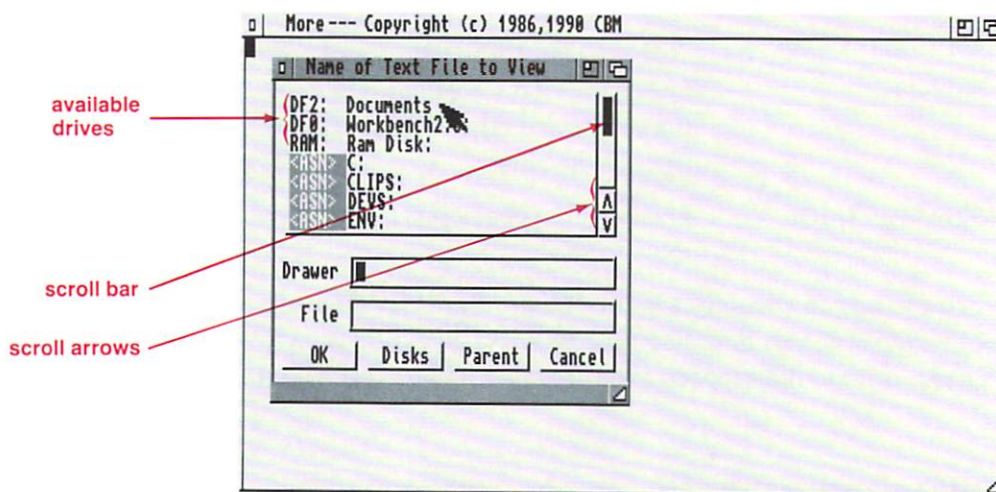 More --- Copyright (c) 1986,1990 CBM
Name of Text File to View
available
drives
DF2: Documents
DF0: Workbench2.
RAM: Ram Disk:
<ASN> C:
<ASN> CLIPS:
<ASN> DEVS:
<ASN> ENV:
scroll bar
scroll arrows
Drawer
File
OK Disks Parent Cancel